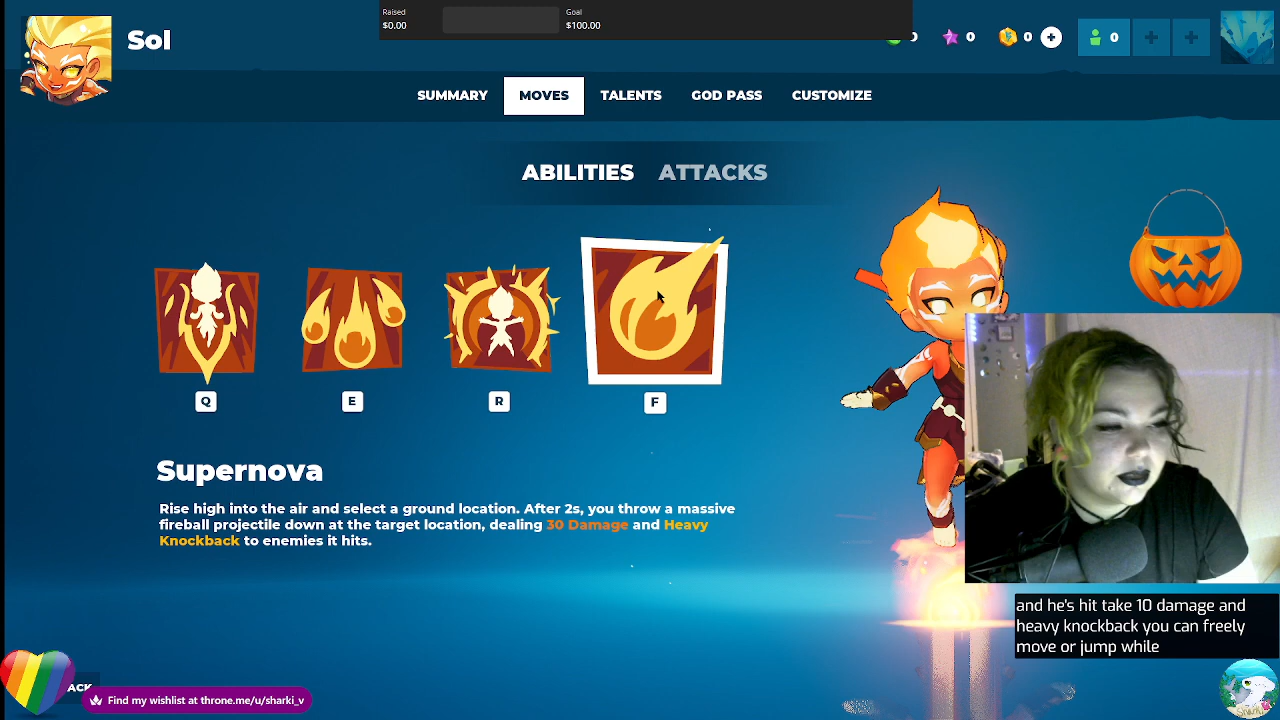 Raised
$0.00
Goal
$100.00
Sol
0
0
0
SUMMARY
MOVES
TALENTS
GOD PASS
CUSTOMIZE
ABILITIES
ATTACKS
Q
E
R
F
Supernova
Rise high into the air and select a ground location. After 2s, you throw a massive
fireball projectile down at the target location, dealing 30 Damage and Heavy
Knockback to enemies it hits.
and he's hit take 10 damage and
heavy knockback you can freely
move or jump while
ACK
Find my wishlist at throne.me/u/sharki_v